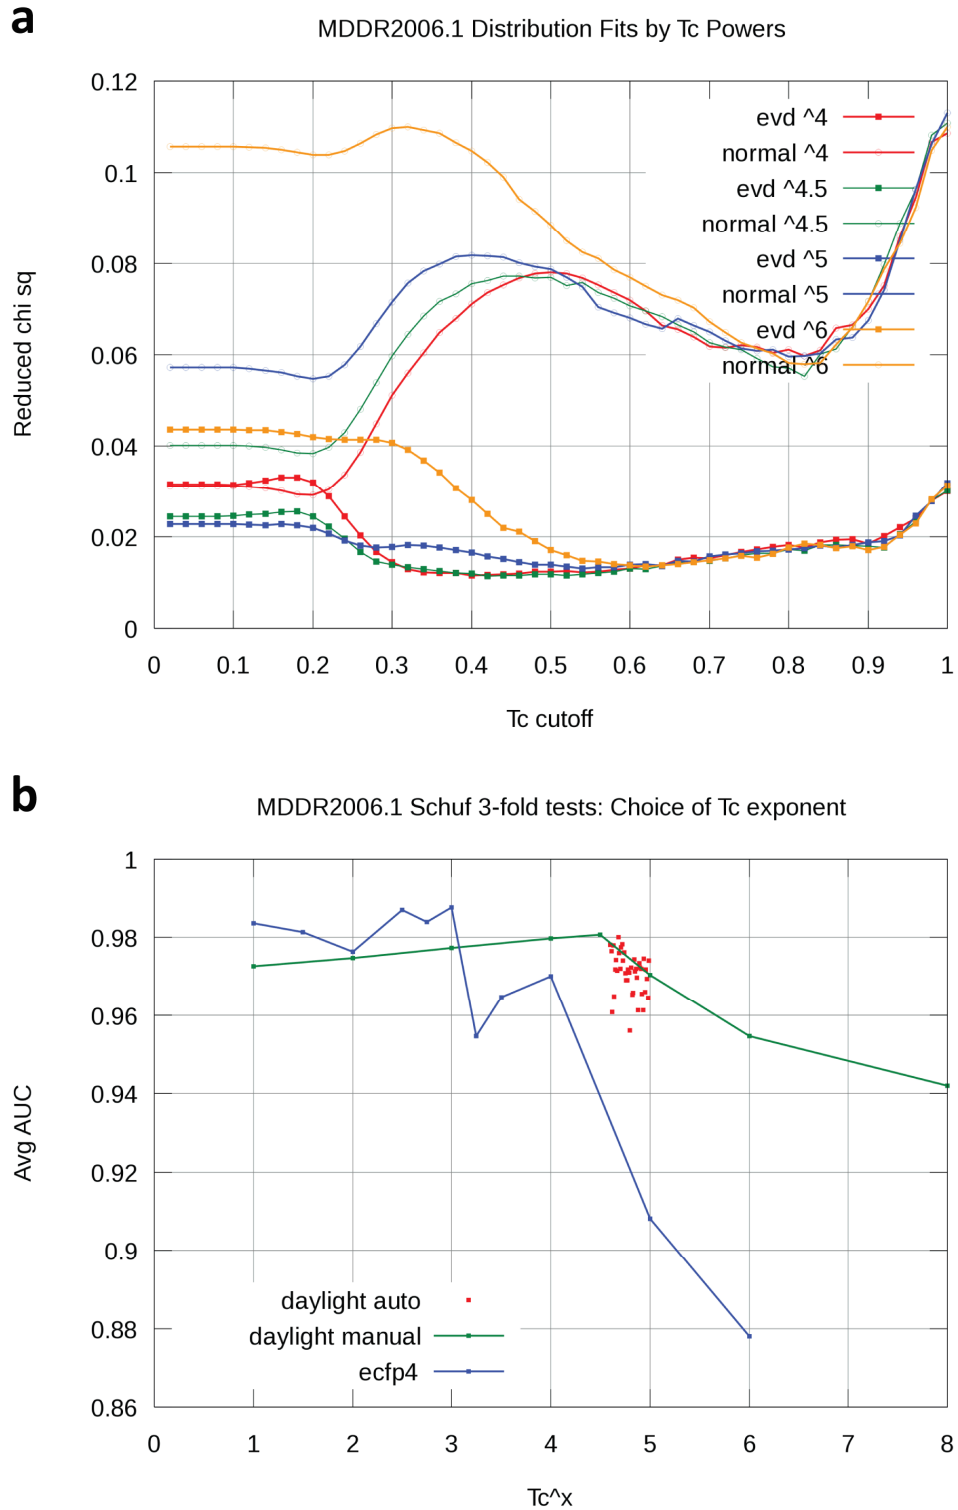 a
MDDR2006.1 Distribution Fits by Tc Powers
0.12
0.1
0.08
0.06
0.04
0.02
0
Reduced chi sq
evd ^4
normal ^4
evd ^4.5
normal ^4.5
evd ^5
normal ^5
evd ^6
normal ^6
0 0.1 0.2 0.3 0.4 0.5 0.6 0.7 0.8 0.9 1
Tc cutoff
b
MDDR2006.1 Schuf 3-fold tests: Choice of Tc exponent
1
0.98
0.96
0.94
0.92
0.9
0.88
0.86
Avg AUC
daylight auto
daylight manual
ecfp4
0 1 2 3 4 5 6 7 8
Tc^x